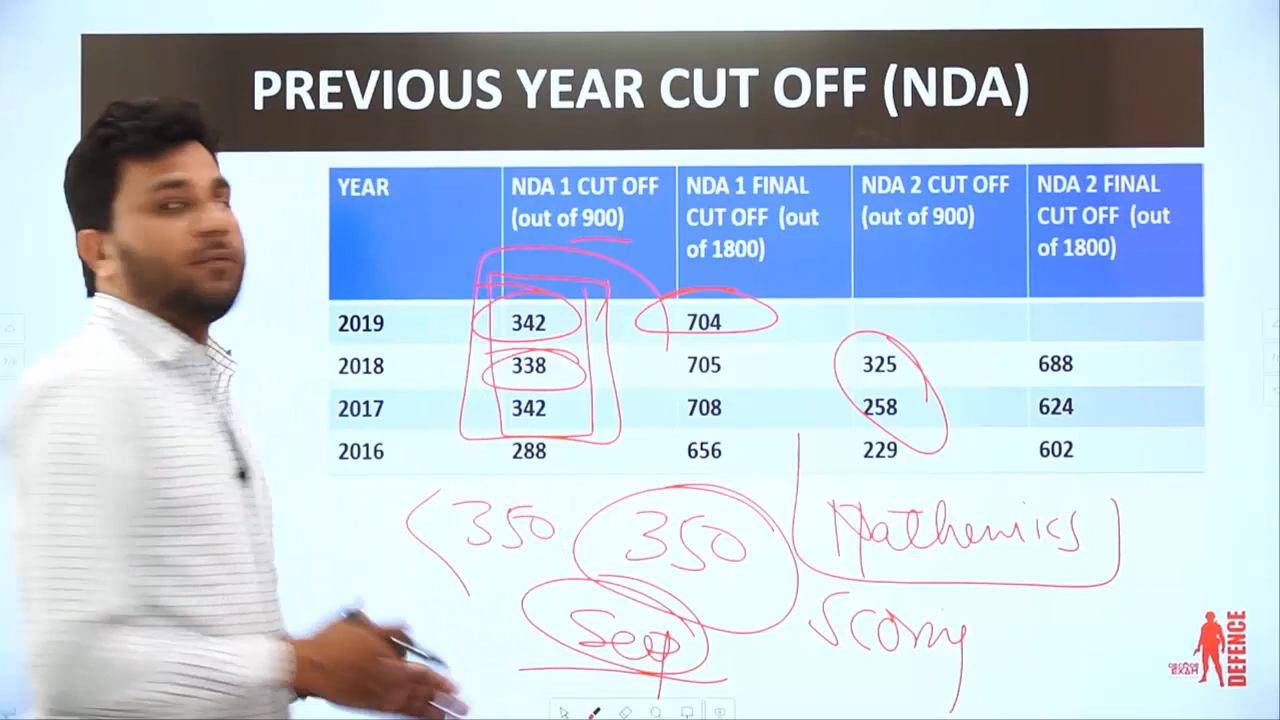 PREVIOUS YEAR CUT OFF (NDA)
YEAR NDA 1 CUT OFF (out of 900) NDA 1 FINAL CUT OFF (out of 1800) NDA 2 CUT OFF (out of 900) NDA 2 FINAL CUT OFF (out of 1800)
2019 342 704
2018 338 705 325 688
2017 342 708 258 624
2016 288 656 229 602
350 350 Mathemiks
Sep
DEFENCE